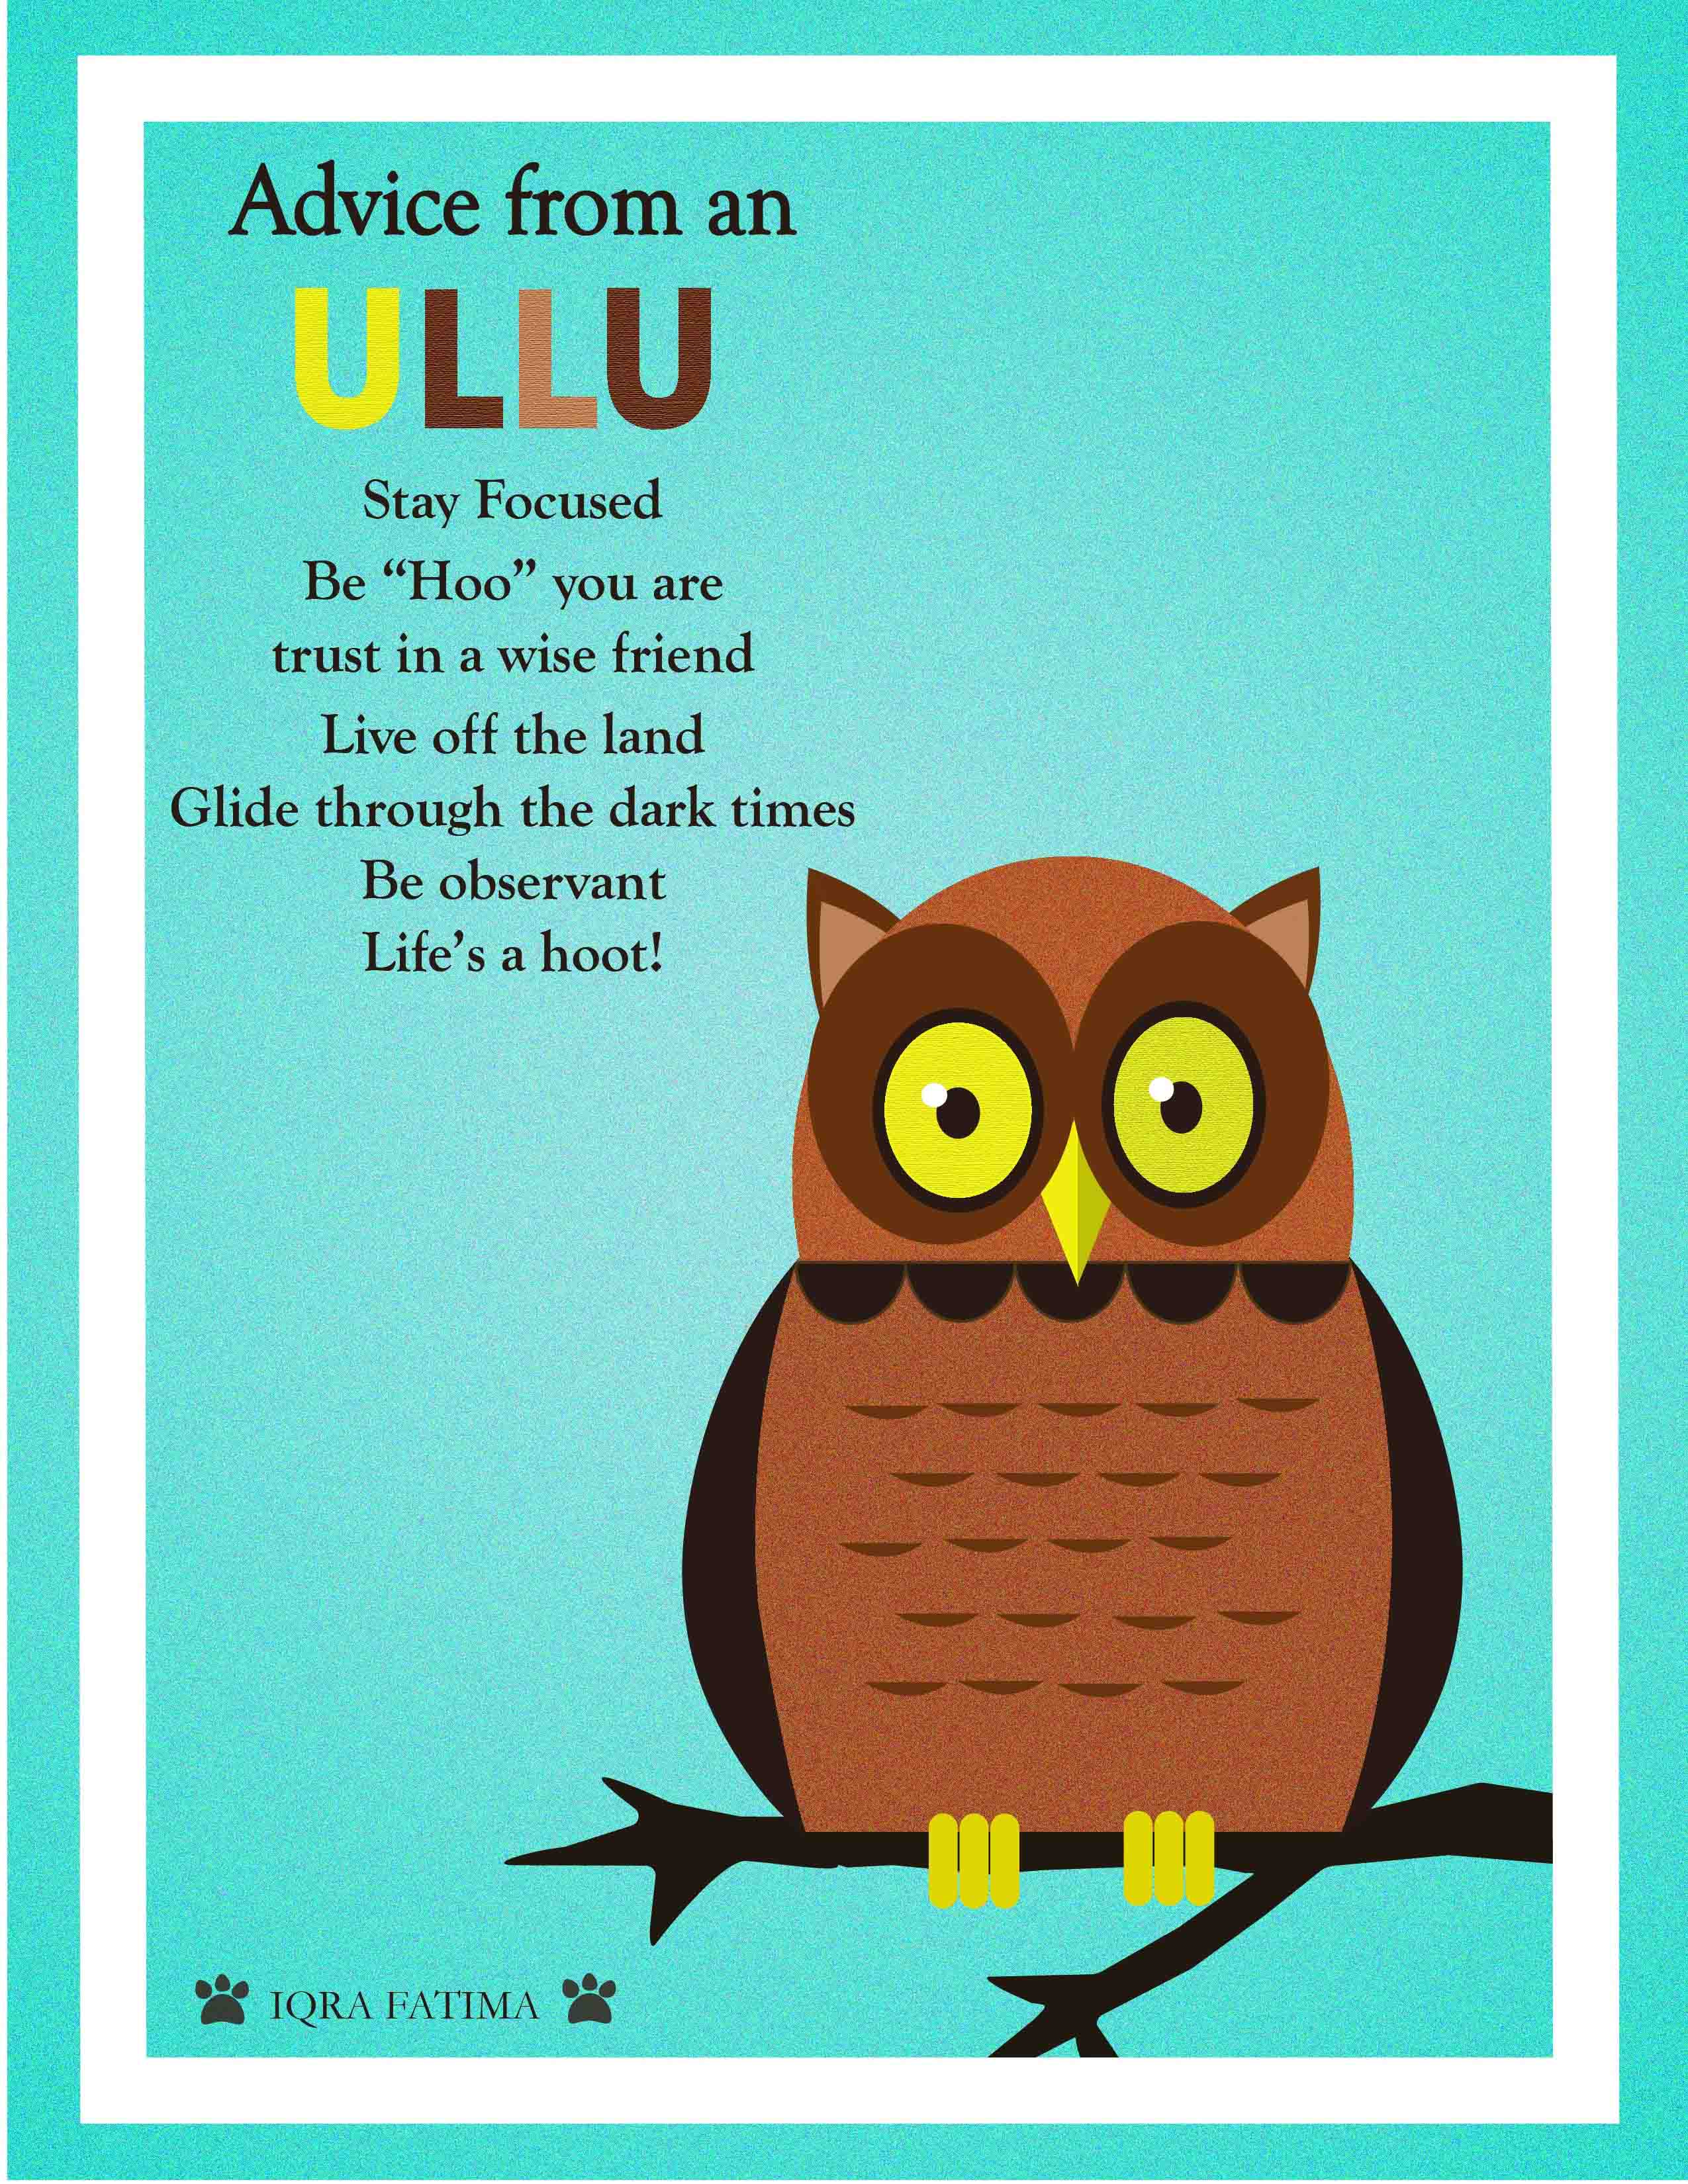 Advice from an
ULLU
Stay Focused
Be “Hoo” you are
trust in a wise friend
Live off the land
Glide through the dark times
Be observant
Life’s a hoot!
IQRA FATIMA